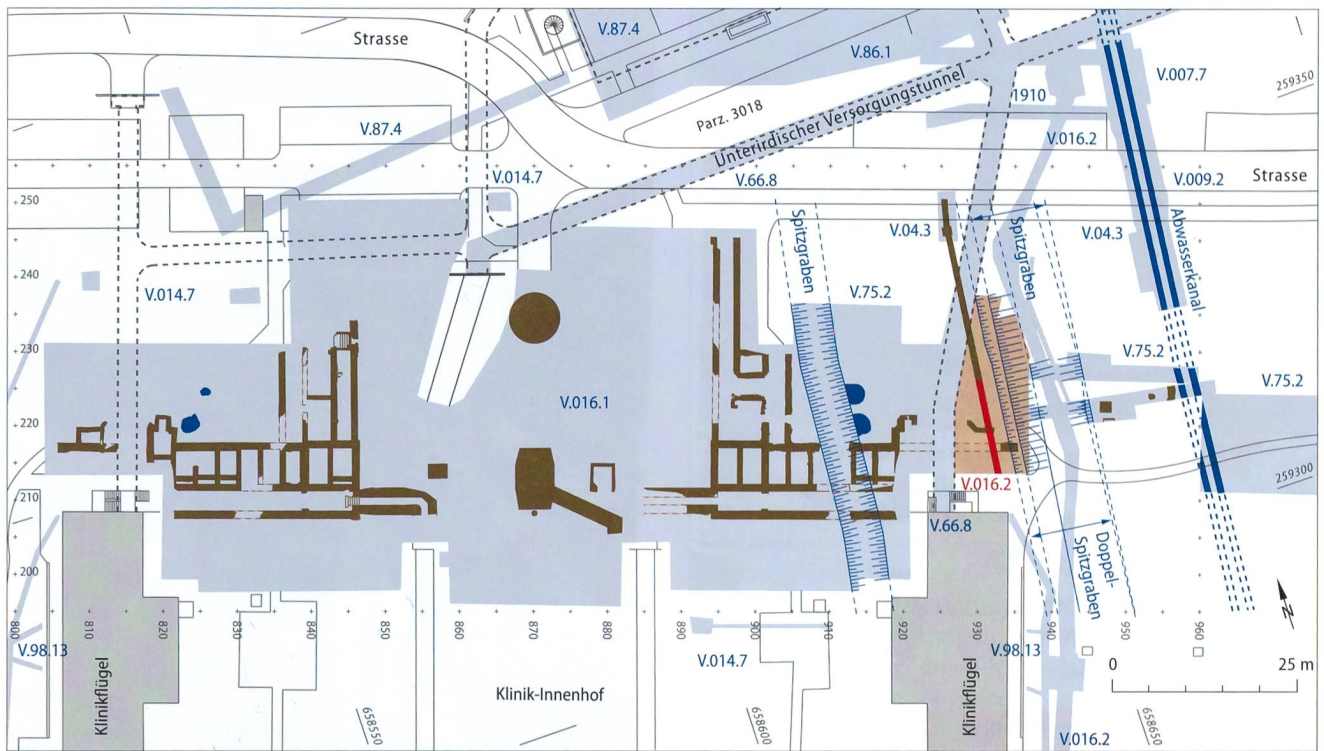 V.87.4
Strasse
V.86.1
V.007.7
259350
1910
Unterirdischer Versorgungstunnel
Parz. 3018
V.87.4
V.016.2
V.014.7
V.66.8
V.009.2
Strasse
250
Spitzgraben
V.04.3
Spitzgraben
V.04.3
Abwasserkanal
240
V.014.7
V.75.2
230
V.75.2
V.75.2
V.016.1
220
259300
210
V.016.2
V.66.8
Doppel-
Spitzgraben
200
N
800
810
820
830
840
850
860
870
880
890
900
910
920
930
940
950
960
V.98.13
V.014.7
V.98.13
0
25 m
Klinikflügel
Klinik-Innenhof
Klinikflügel
658550
658600
658650
V.016.2